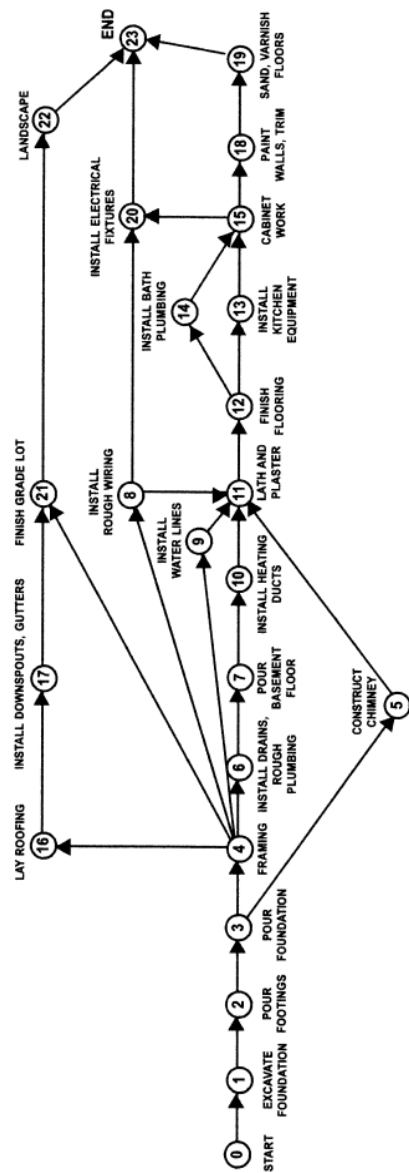 0
START
1
EXCAVATE
FOUNDATION
2
POUR
FOOTINGS
3
POUR
FOUNDATION
4
FRAMING
16
LAY ROOFING
17
INSTALL DOWNSPOUTS, GUTTERS
21
FINISH GRADE LOT
22
LANDSCAPE
6
INSTALL DRAINS,
ROUGH
PLUMBING
7
POUR
BASEMENT
FLOOR
10
INSTALL HEATING
DUCTS
9
INSTALL
WATER LINES
8
INSTALL
ROUGH WIRING
5
CONSTRUCT
CHIMNEY
11
LATH AND
PLASTER
12
FINISH
FLOORING
14
INSTALL BATH
PLUMBING
13
INSTALL
KITCHEN
EQUIPMENT
15
CABINET
WORK
20
INSTALL ELECTRICAL
FIXTURES
18
PAINT
WALLS, TRIM
19
SAND, VARNISH
FLOORS
23
END